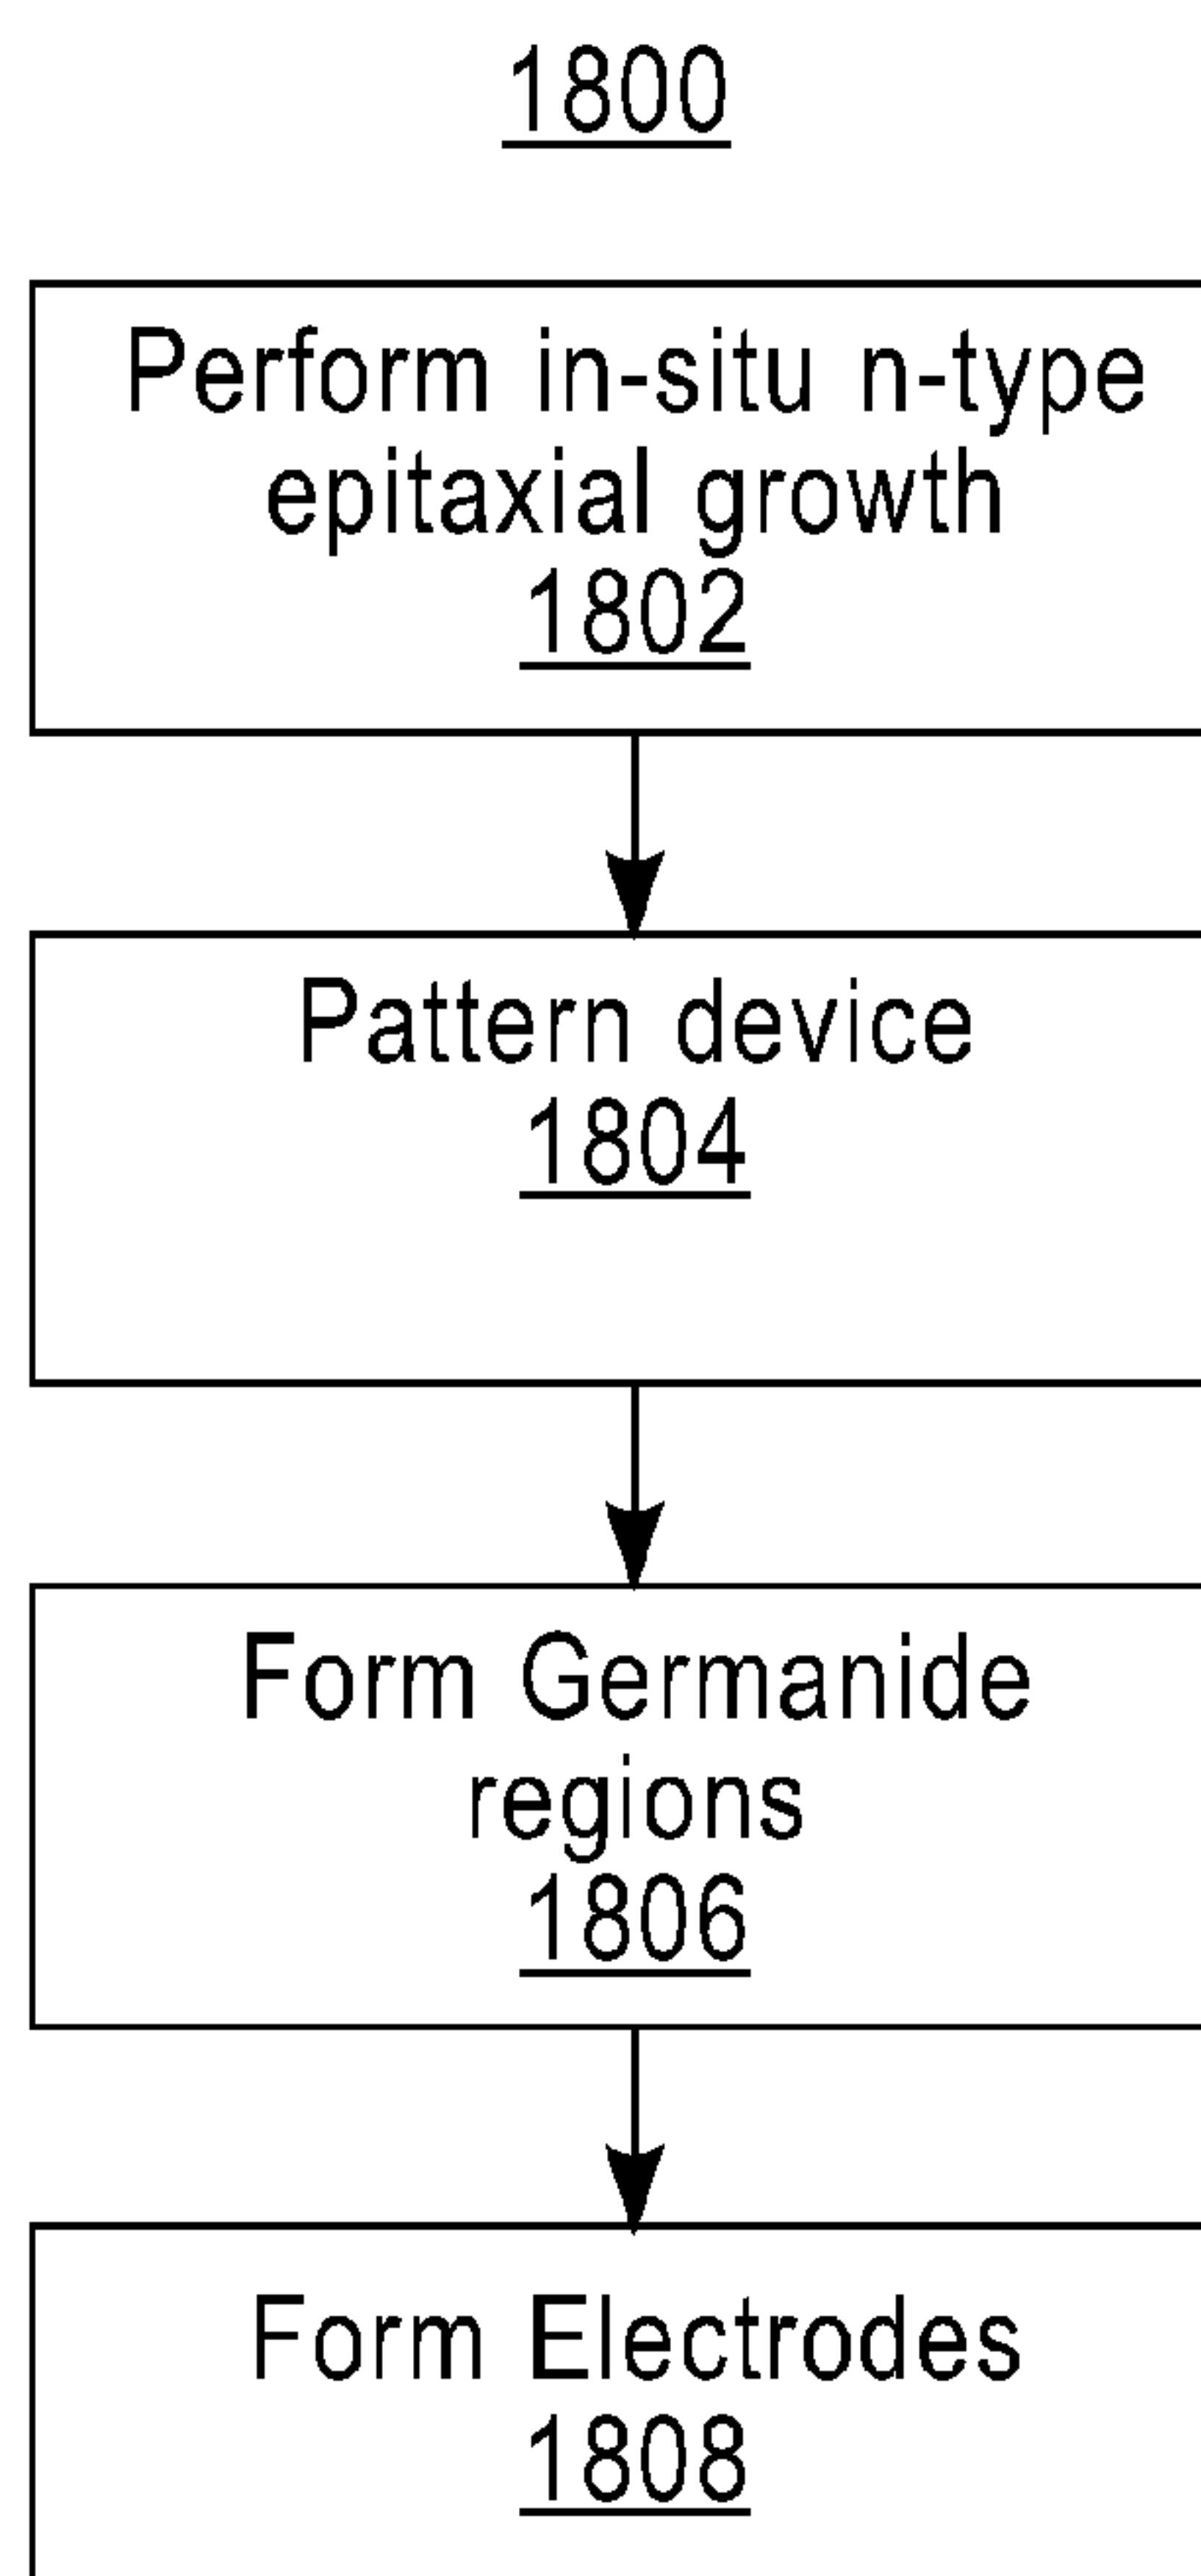 1800
Perform in-situ n-type
epitaxial growth
1802
Pattern device
1804
Form Germanide
regions
1806
Form Electrodes
1808